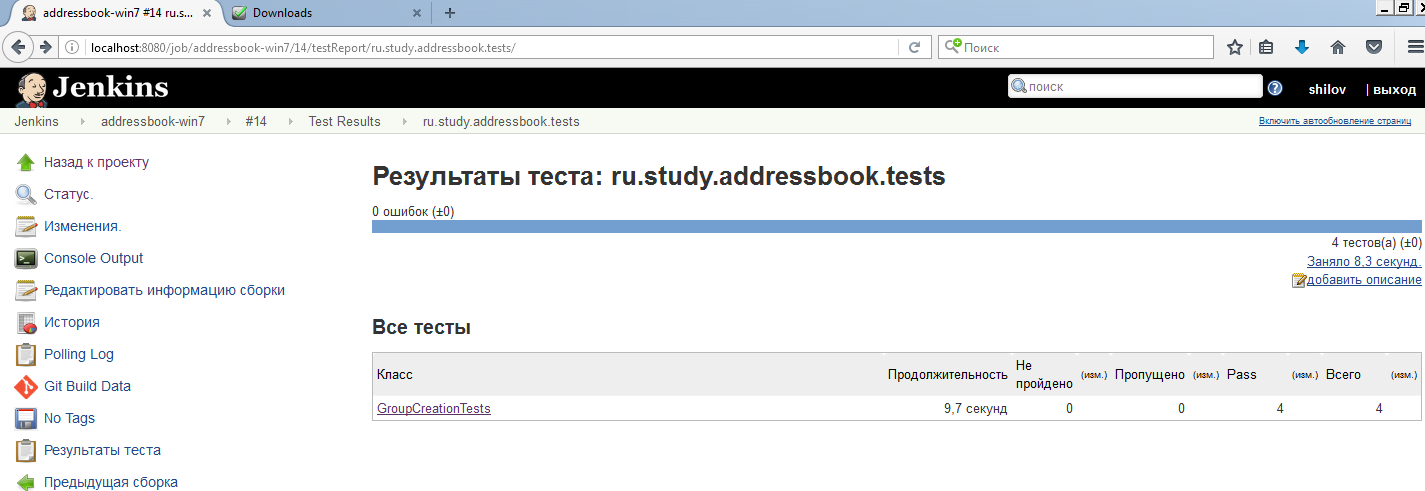 addressbook-win7 #14 ru.s...
Downloads
localhost:8080/job/addressbook-win7/14/testReport/ru.study.addressbook.tests/
Поиск
Jenkins
поиск
shilov | выход
Jenkins addressbook-win7 #14 Test Results ru.study.addressbook.tests
Включить автообновление страниц
Назад к проекту
Статус.
Изменения.
Console Output
Редактировать информацию сборки
История
Polling Log
Git Build Data
No Tags
Результаты теста
Предыдущая сборка
Результаты теста: ru.study.addressbook.tests
0 ошибок (±0)
4 тестов(а) (±0)
Заняло 8,3 секунд.
добавить описание
Все тесты
Класс Продолжительность Не пройдено (изм.) Пропущено (изм.) Pass (изм.) Всего (изм.)
GroupCreationTests 9,7 секунд 0 0 4 4